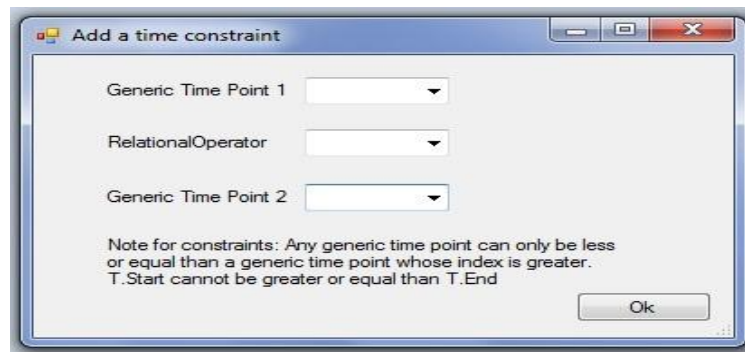 Add a time constraint
Generic Time Point 1
RelationalOperator
Generic Time Point 2
Note for constraints: Any generic time point can only be less
or equal than a generic time point whose index is greater.
T.Start cannot be greater or equal than T.End
Ok